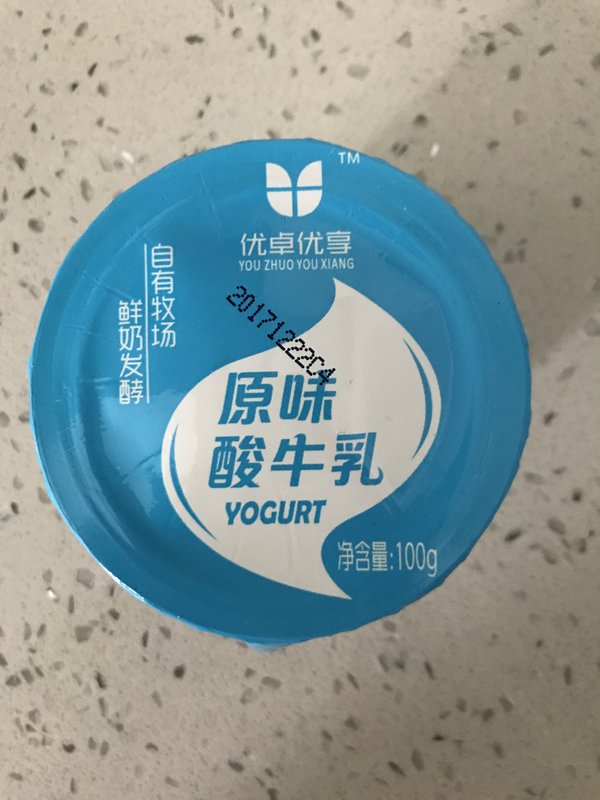 TM
优卓优享
YOU ZHUO YOU XIANG
自有牧场
鲜奶发酵
20171222C4
原味
酸牛乳
YOGURT
净含量:100g